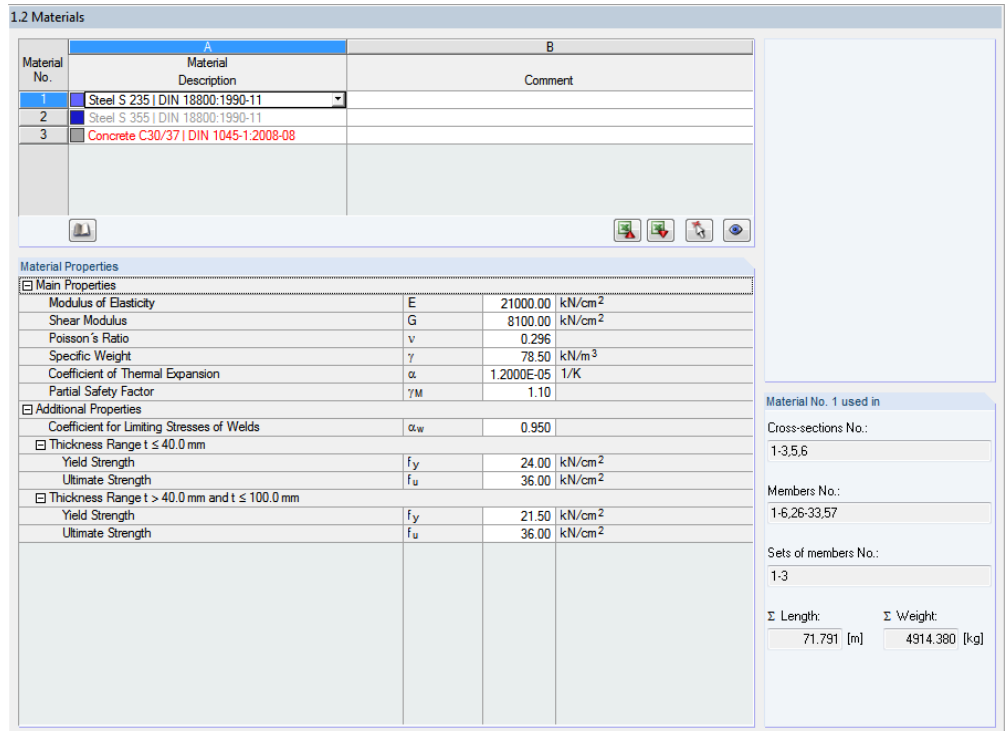 1.2 Materials
A B
Material No. Material Description Comment
1 Steel S 235 | DIN 18800:1990-11
2 Steel S 355 | DIN 18800:1990-11
3 Concrete C30/37 | DIN 1045-1:2008-08
Material Properties
Main Properties
Modulus of Elasticity E 21000.00 kN/cm²
Shear Modulus G 8100.00 kN/cm²
Poisson´s Ratio ν 0.296
Specific Weight γ 78.50 kN/m³
Coefficient of Thermal Expansion α 1.2000E-05 1/K
Partial Safety Factor γM 1.10
Additional Properties
Coefficient for Limiting Stresses of Welds αw 0.950
Thickness Range t ≤ 40.0 mm
Yield Strength fy 24.00 kN/cm²
Ultimate Strength fu 36.00 kN/cm²
Thickness Range t > 40.0 mm and t ≤ 100.0 mm
Yield Strength fy 21.50 kN/cm²
Ultimate Strength fu 36.00 kN/cm²
Material No. 1 used in
Cross-sections No.:
1-3,5,6
Members No.:
1-6,26-33,57
Sets of members No.:
1-3
Σ Length: Σ Weight:
71.791 [m] 4914.380 [kg]